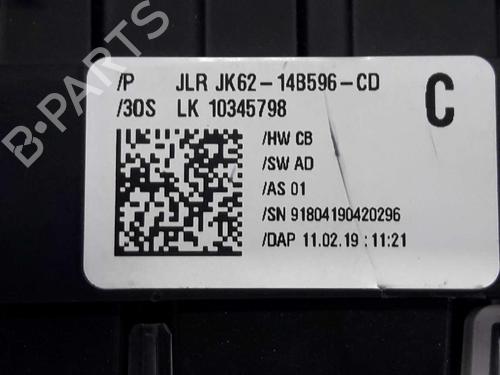 /P JLR JK62-14B596-CD C
/30S LK 10345798
/HW CB
/SW AD
/AS 01
/SN 91804190420296
/DAP 11.02.19 : 11:21
B-PARTS